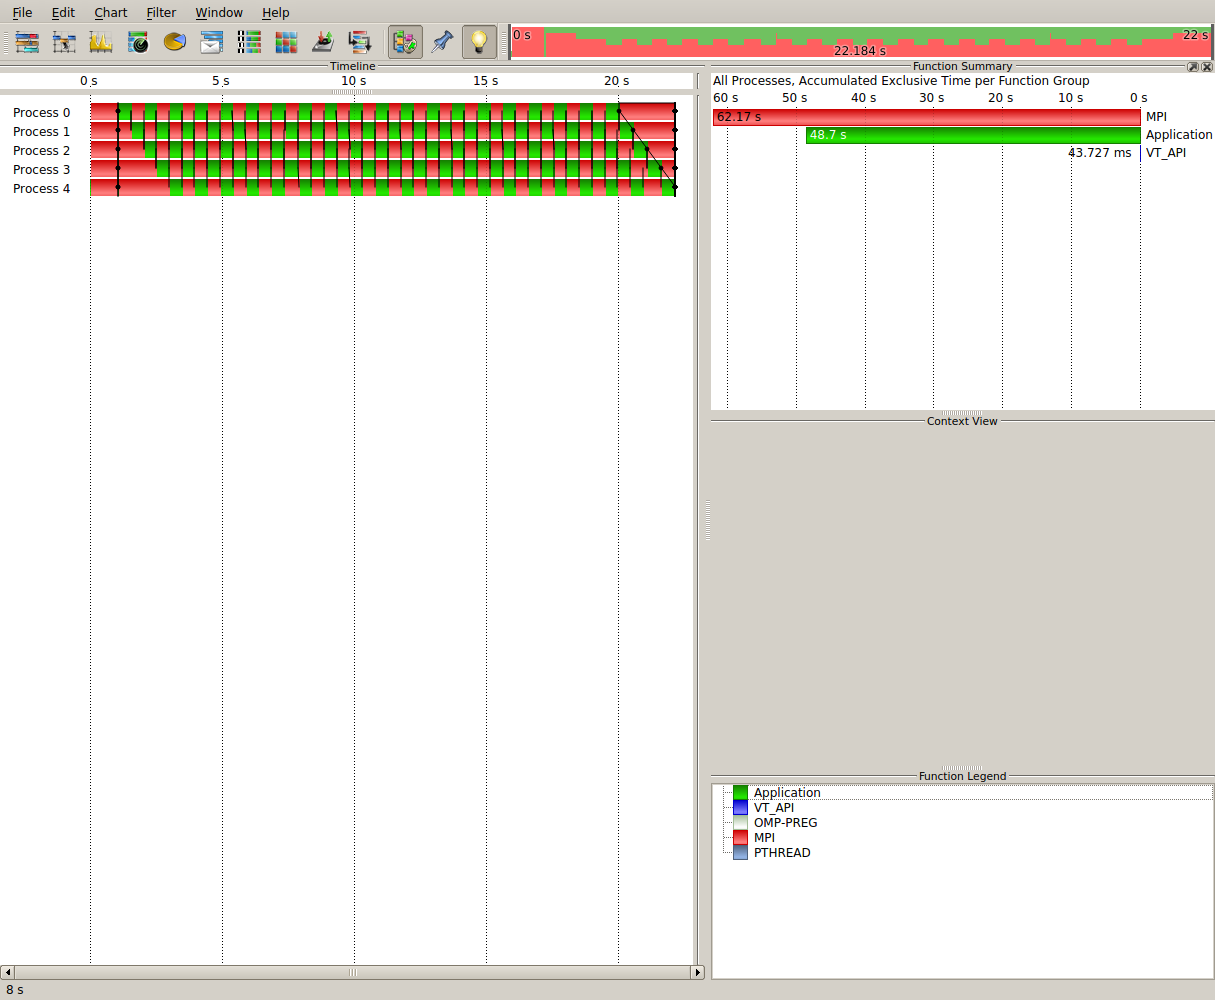 File Edit Chart Filter Window Help
0 s 22 s
22.184 s
Timeline
0 s 5 s 10 s 15 s 20 s
Process 0
Process 1
Process 2
Process 3
Process 4
Function Summary
All Processes, Accumulated Exclusive Time per Function Group
60 s 50 s 40 s 30 s 20 s 10 s 0 s
62.17 s MPI
48.7 s Application
43.727 ms VT_API
Context View
Function Legend
Application
VT_API
OMP-PREG
MPI
PTHREAD
8 s